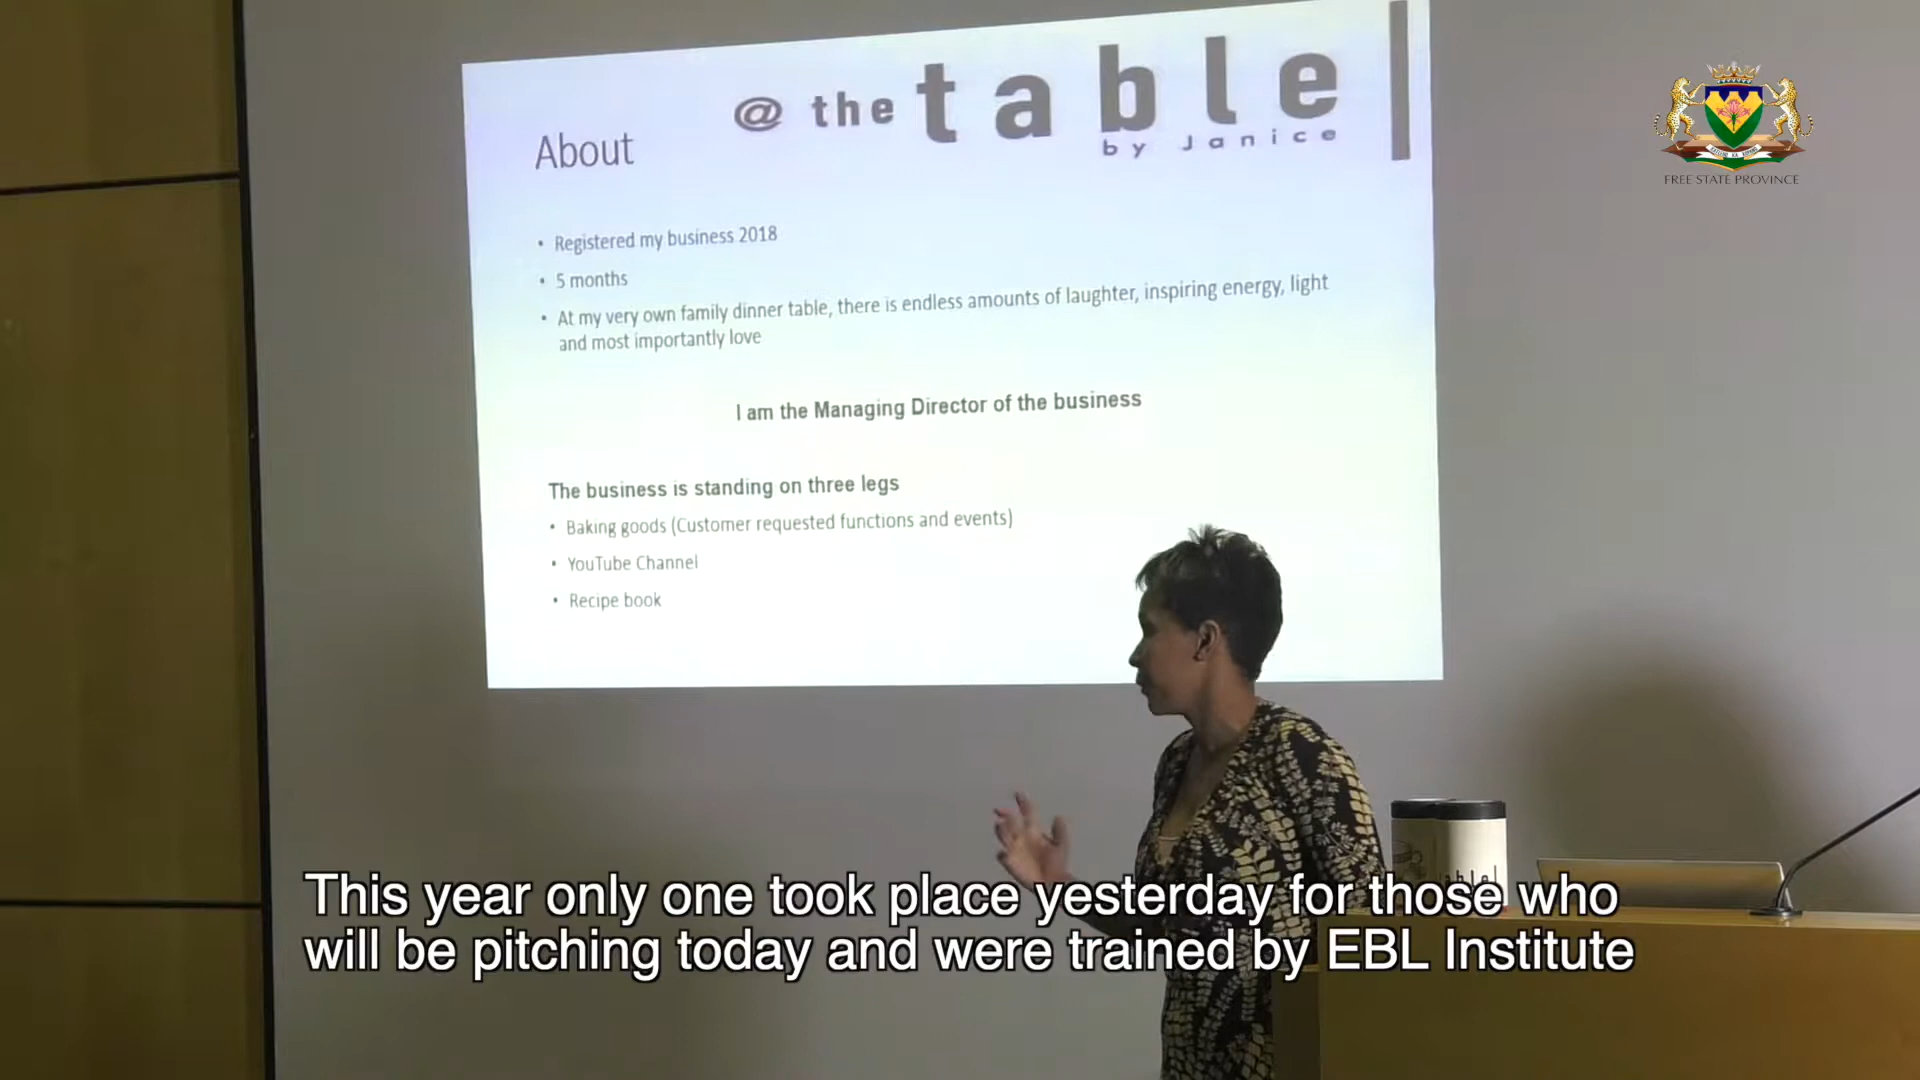 @ the table
by Janice
About
FREE STATE PROVINCE
• Registered my business 2018
• 5 months
• At my very own family dinner table, there is endless amounts of laughter, inspiring energy, light
and most importantly love
I am the Managing Director of the business
The business is standing on three legs
• Baking goods (Customer requested functions and events)
• YouTube Channel
• Recipe book
This year only one took place yesterday for those who
will be pitching today and were trained by EBL Institute